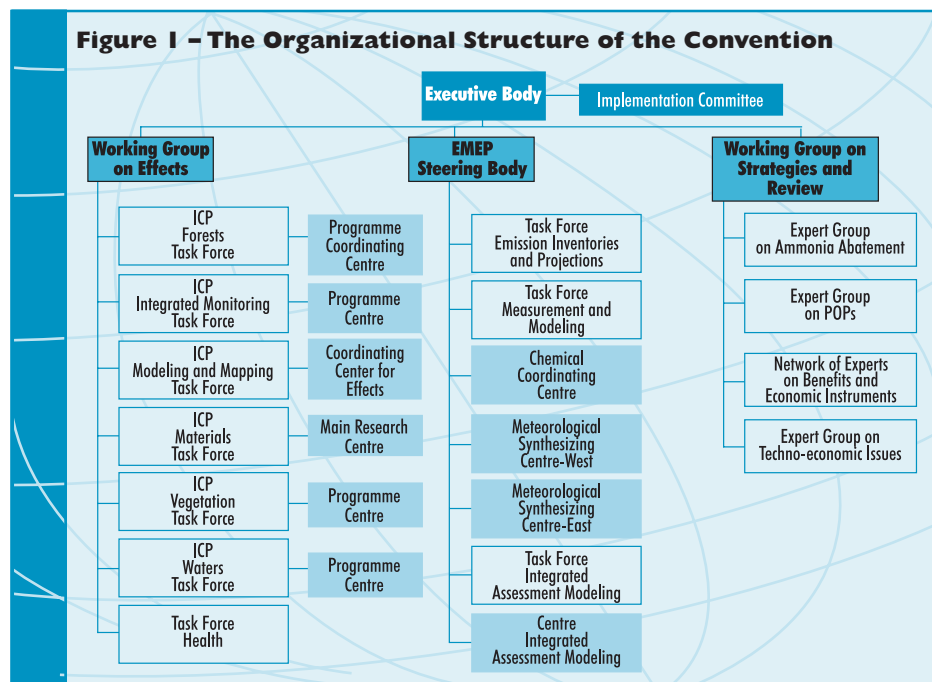 Figure 1 – The Organizational Structure of the Convention
Executive Body
Implementation Committee
Working Group
on Effects
EMEP
Steering Body
Working Group on
Strategies and
Review
ICP
Forests
Task Force
Programme
Coordinating
Centre
ICP
Integrated Monitoring
Task Force
Programme
Centre
ICP
Modeling and Mapping
Task Force
Coordinating
Center for
Effects
ICP
Materials
Task Force
Main Research
Centre
ICP
Vegetation
Task Force
Programme
Centre
ICP
Waters
Task Force
Programme
Centre
Task Force
Health
Task Force
Emission Inventories
and Projections
Task Force
Measurement and
Modeling
Chemical
Coordinating
Centre
Meteorological
Synthesizing
Centre-West
Meteorological
Synthesizing
Centre-East
Task Force
Integrated
Assessment Modeling
Centre
Integrated
Assessment Modeling
Expert Group
on Ammonia Abatement
Expert Group
on POPs
Network of Experts
on Benefits and
Economic Instruments
Expert Group on
Techno-economic Issues